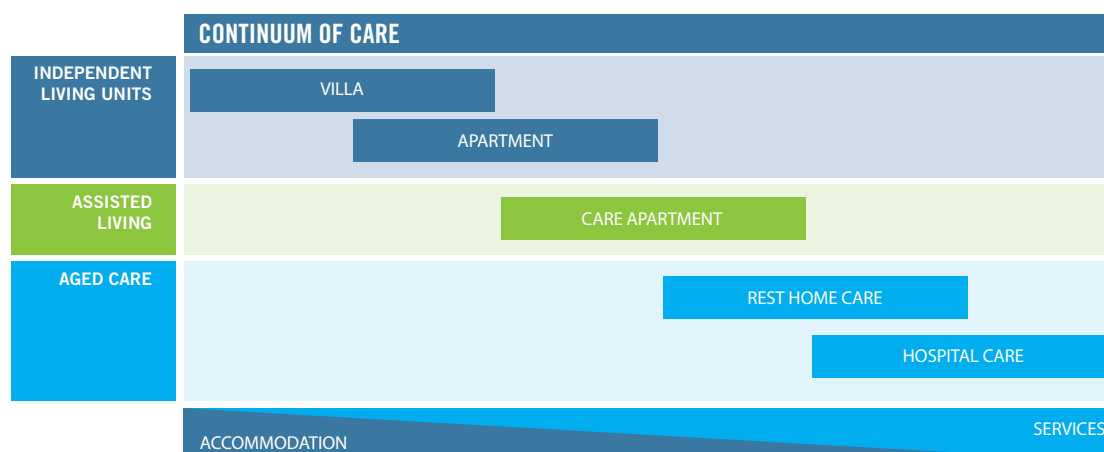 CONTINUUM OF CARE
INDEPENDENT
LIVING UNITS
VILLA
APARTMENT
ASSISTED
LIVING
CARE APARTMENT
AGED CARE
REST HOME CARE
HOSPITAL CARE
ACCOMMODATION
SERVICES